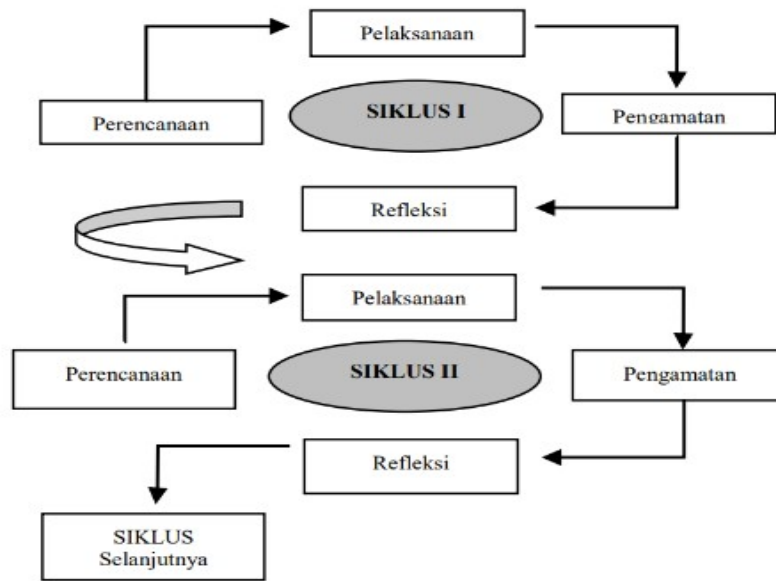 Pelaksanaan
Perencanaan
SIKLUS I
Pengamatan
Refleksi
Pelaksanaan
Perencanaan
SIKLUS II
Pengamatan
Refleksi
SIKLUS
Selanjutnya